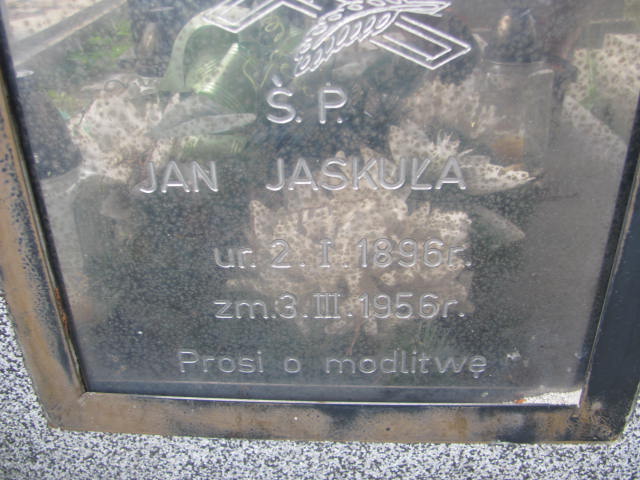 Ś.P.
JAN JASKUŁA
ur. 2. I. 1896r.
zm. 3. III. 1956r.
Prosi o modlitwę